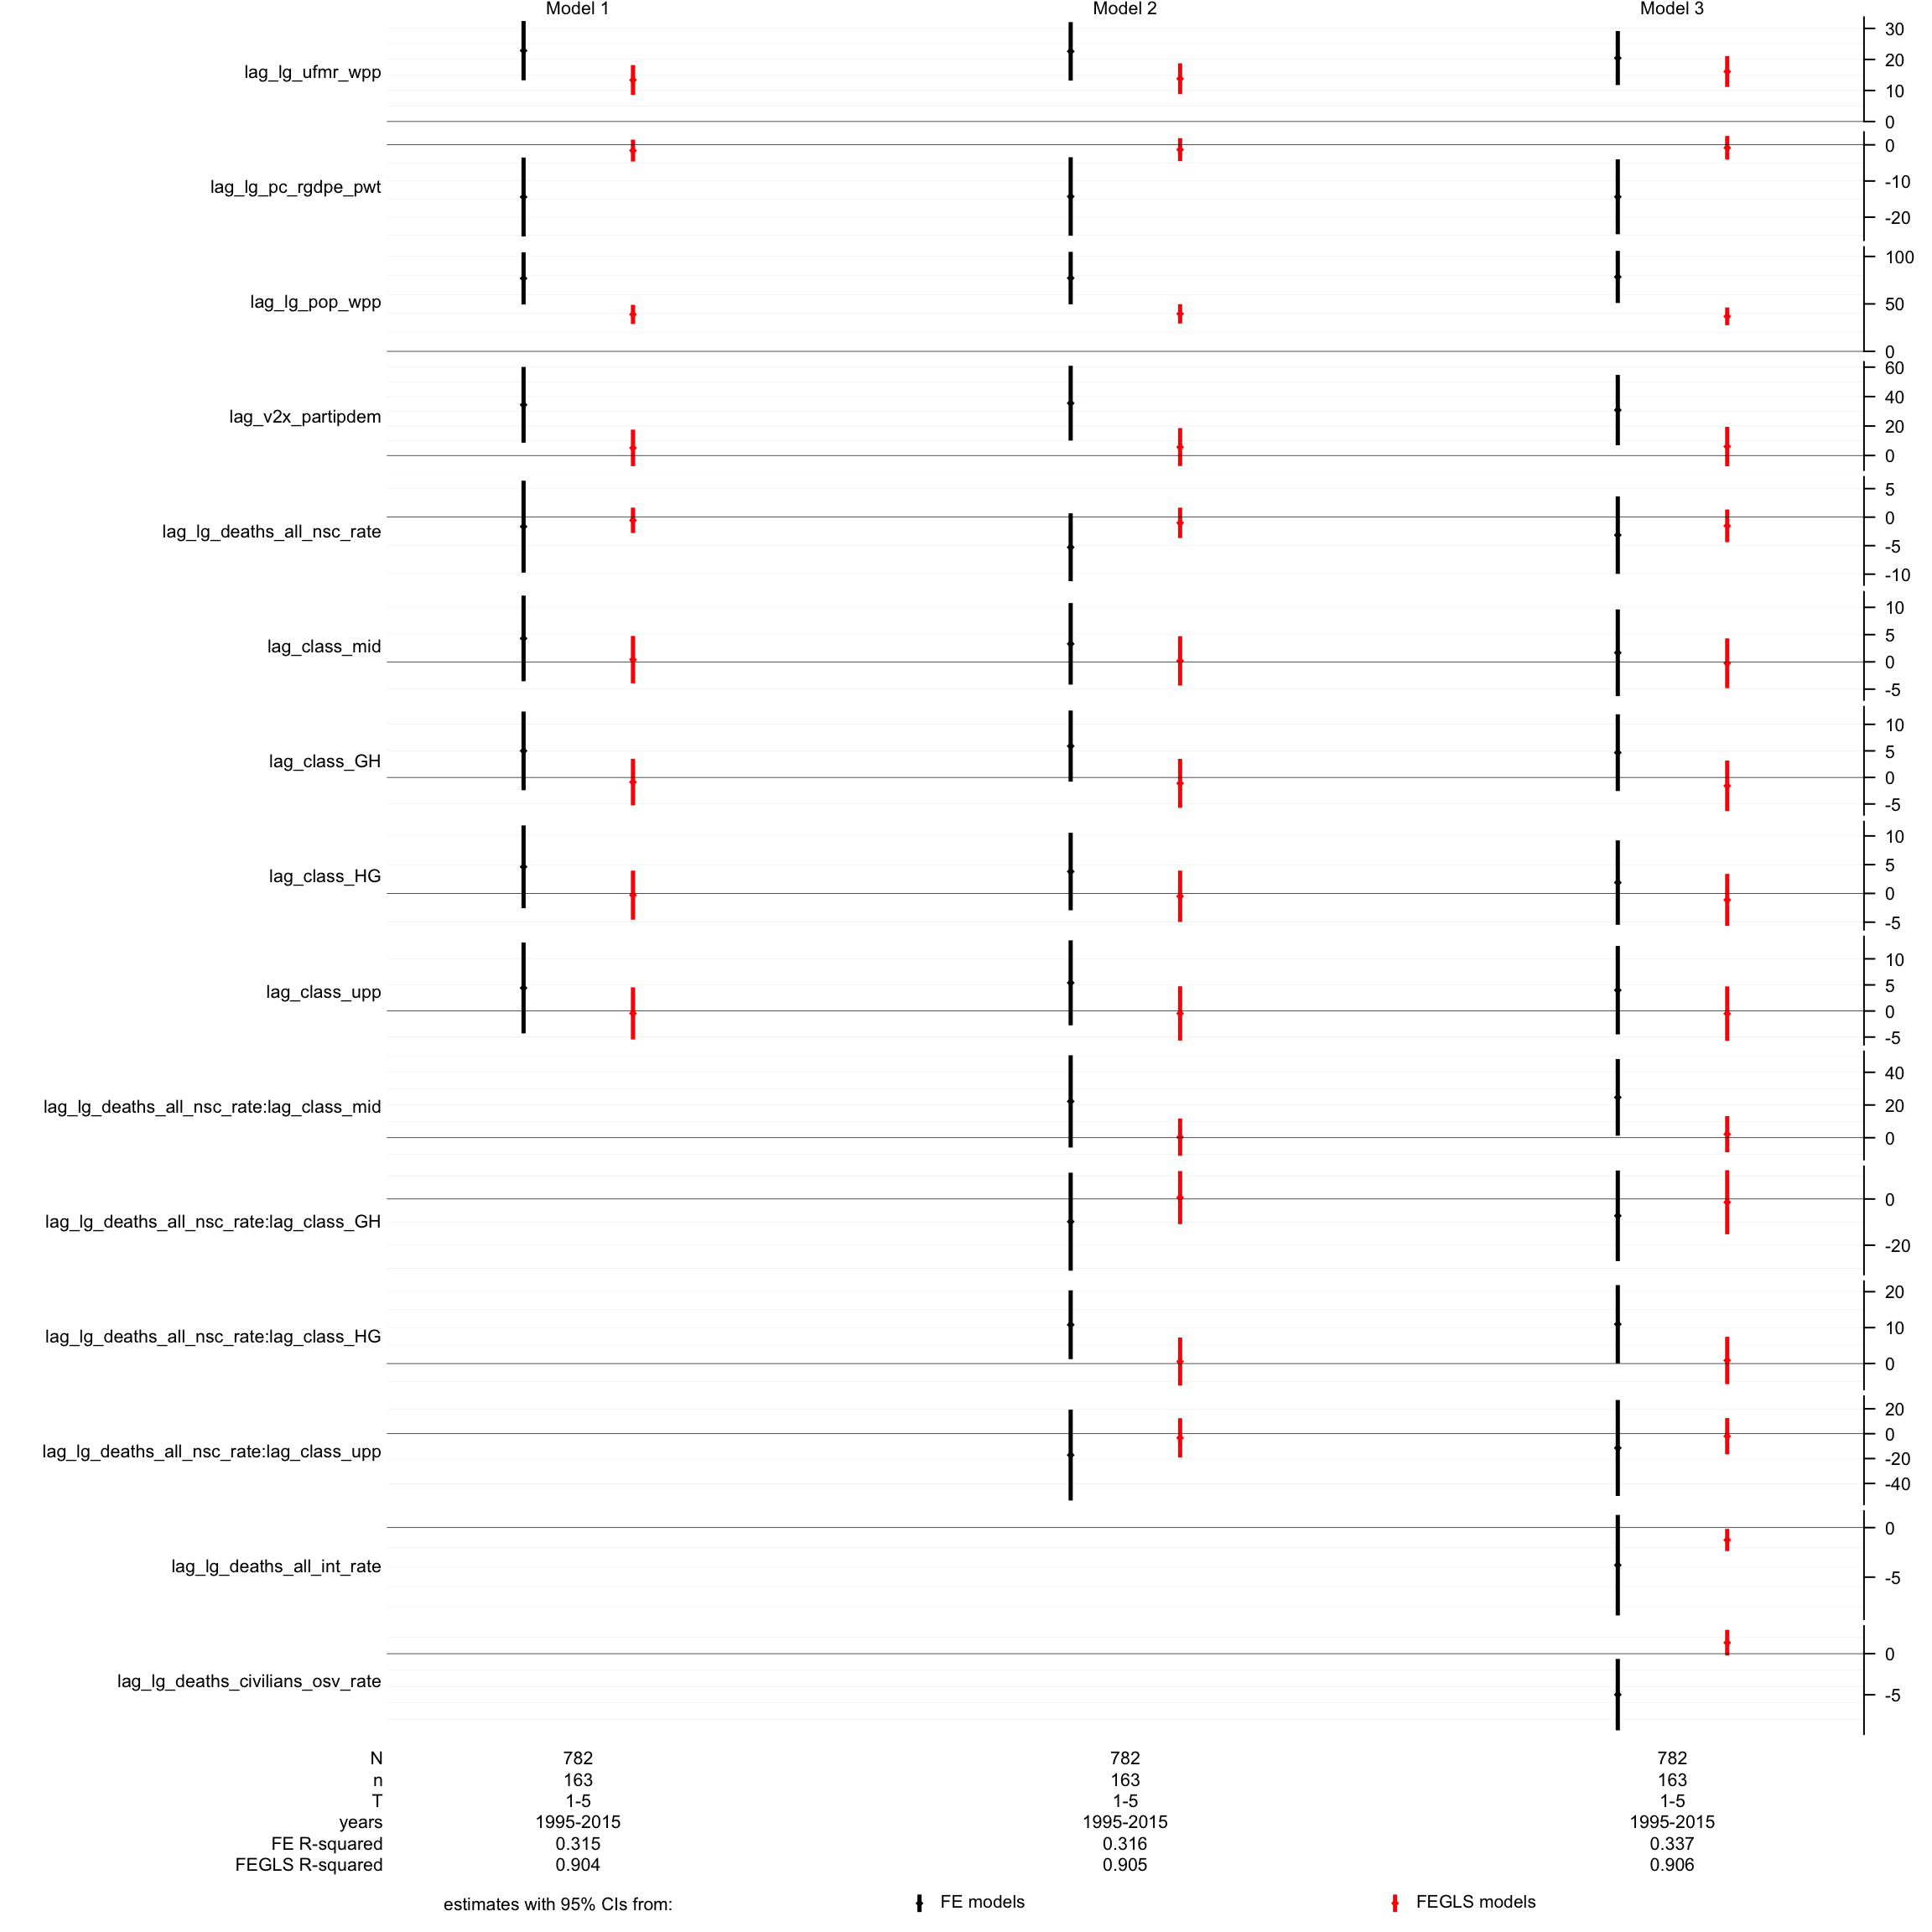 Model 1 Model 2 Model 3
lag_lg_ufmr_wpp
30
20
10
0
lag_lg_pc_rgdpe_pwt
0
-10
-20
lag_lg_pop_wpp
100
50
0
lag_v2x_partipdem
60
40
20
0
lag_lg_deaths_all_nsc_rate
5
0
-5
-10
lag_class_mid
10
5
0
-5
lag_class_GH
10
5
0
-5
lag_class_HG
10
5
0
-5
lag_class_upp
10
5
0
-5
lag_lg_deaths_all_nsc_rate:lag_class_mid
40
20
0
lag_lg_deaths_all_nsc_rate:lag_class_GH
0
-20
lag_lg_deaths_all_nsc_rate:lag_class_HG
20
10
0
lag_lg_deaths_all_nsc_rate:lag_class_upp
20
0
-20
-40
lag_lg_deaths_all_int_rate
0
-5
lag_lg_deaths_civilians_osv_rate
0
-5
N 782 782 782
n 163 163 163
T 1-5 1-5 1-5
years 1995-2015 1995-2015 1995-2015
FE R-squared 0.315 0.316 0.337
FEGLS R-squared 0.904 0.905 0.906
estimates with 95% CIs from: FE models FEGLS models